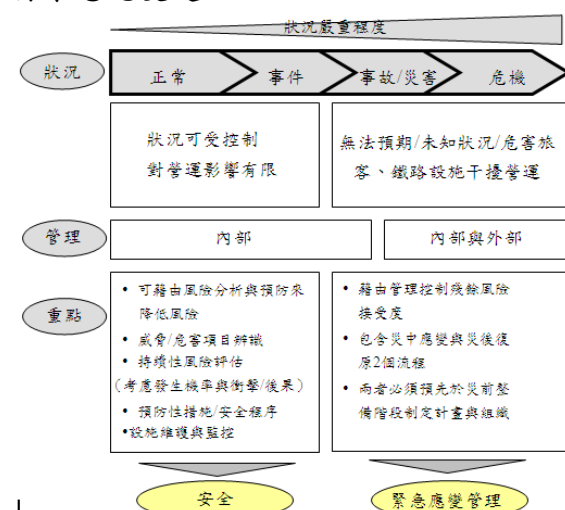 狀況嚴重程度
狀況
正常
事件
事故/災害
危機
狀況可受控制
對營運影響有限
無法預期/未知狀況/危害旅
客、鐵路設施干擾營運
管理
內部
內部與外部
重點
• 可藉由風險分析與預防來
降低風險
• 威脅/危害項目辨識
• 持續性風險評估
(考慮發生機率與衝擊/後果)
• 預防性措施/安全程序
•設施維護與監控
• 藉由管理控制殘餘風險
接受度
• 包含災中應變與災後復
原2個流程
• 兩者必須預先於災前整
備階段制定計畫與組織
安全
緊急應變管理